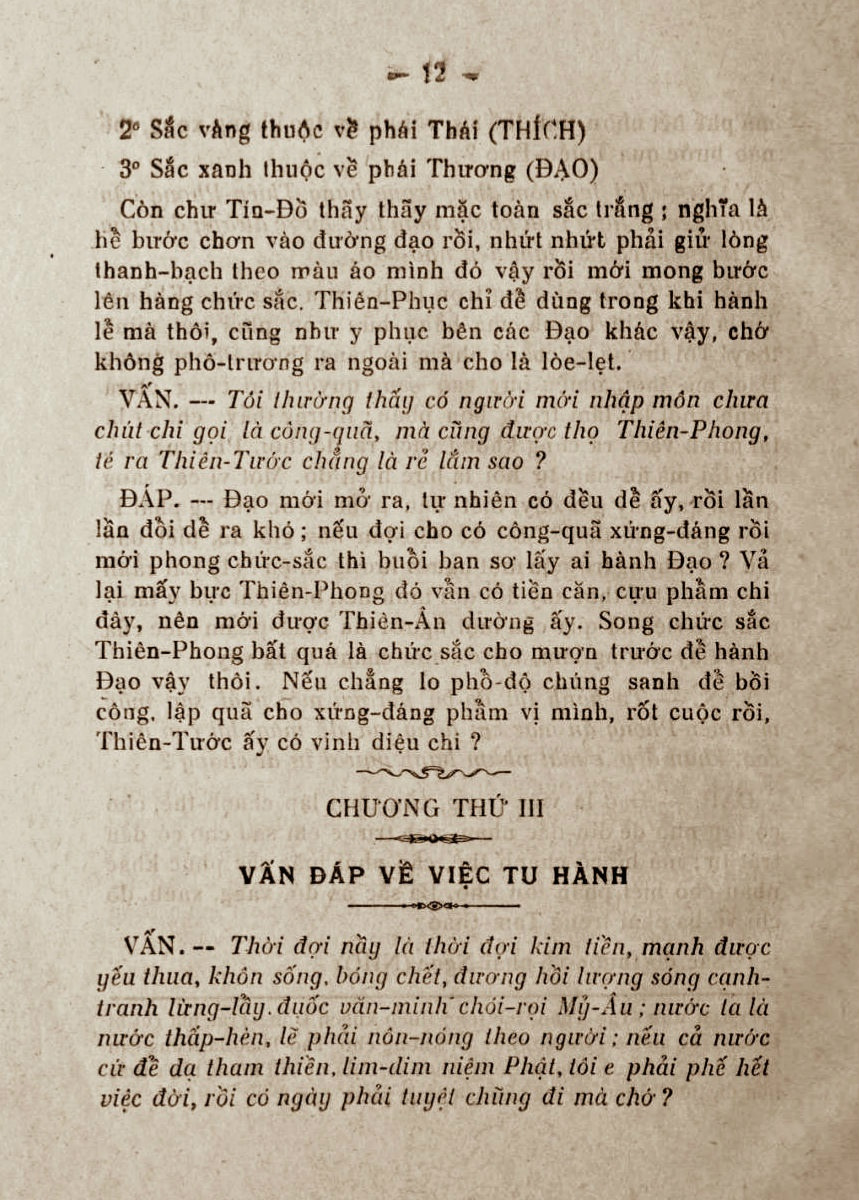 — 12 —
2º Sắc vàng thuộc về phái Thái (THÍCH)
3º Sắc xanh thuộc về phái Thương (ĐẠO)
Còn chư Tín-Đồ thãy thãy mặc toàn sắc trắng ; nghĩa là
hề bước chơn vào đường đạo rồi, nhứt nhứt phải giử lòng
thanh-bạch theo màu áo mình đó vậy rồi mới mong bước
lên hàng chức sắc. Thiên-Phục chỉ để dùng trong khi hành
lễ mà thôi, cũng như y phục bên các Đạo khác vậy, chớ
không phô-trương ra ngoài mà cho là lòe-lẹt.
VẤN. — Tôi thường thấy có người mới nhập môn chưa
chút chi gọi là công-quã, mà cũng được thọ Thiên-Phong,
té ra Thiên-Tước chẳng là rẻ lắm sao ?
ĐÁP. — Đạo mới mở ra, tự nhiên có đều dễ ấy, rồi lần
lần đổi dễ ra khó ; nếu đợi cho có công-quã xứng-đáng rồi
mới phong chức-sắc thì buổi ban sơ lấy ai hành Đạo ? Vả
lại mấy bực Thiên-Phong đó vẫn có tiền căn, cựu phẩm chi
đây, nên mới được Thiên-Ân dường ấy. Song chức sắc
Thiên-Phong bất quá là chức sắc cho mượn trước để hành
Đạo vậy thôi. Nếu chẳng lo phổ-độ chúng sanh để bồi
công, lập quã cho xứng-đáng phẩm vị mình, rốt cuộc rồi,
Thiên-Tước ấy có vinh diệu chi ?
CHƯƠNG THỨ III
VẤN ĐÁP VỀ VIỆC TU HÀNH
VẤN. — Thời đợi nầy là thời đợi kim tiền, mạnh được
yếu thua, khôn sống, bóng chết, đương hồi lượng sóng cạnh-
tranh lừng-lẫy. đuốc văn-minh chói-rọi Mỹ-Âu ; nước ta là
nước thấp-hèn, lẽ phải nôn-nóng theo người ; nếu cả nước
cứ để dạ tham thiền, lim-dim niệm Phật, tôi e phải phế hết
việc đời, rồi có ngày phải tuyệt chũng đi mà chớ ?